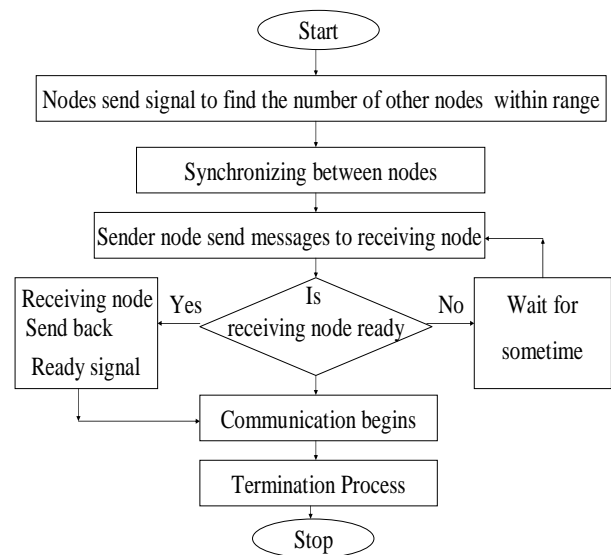 Start
Nodes send signal to find the number of other nodes within range
Synchronizing between nodes
Sender node send messages to receiving node
Is
receiving node ready
Yes
No
Receiving node
Send back
Ready signal
Wait for
sometime
Communication begins
Termination Process
Stop